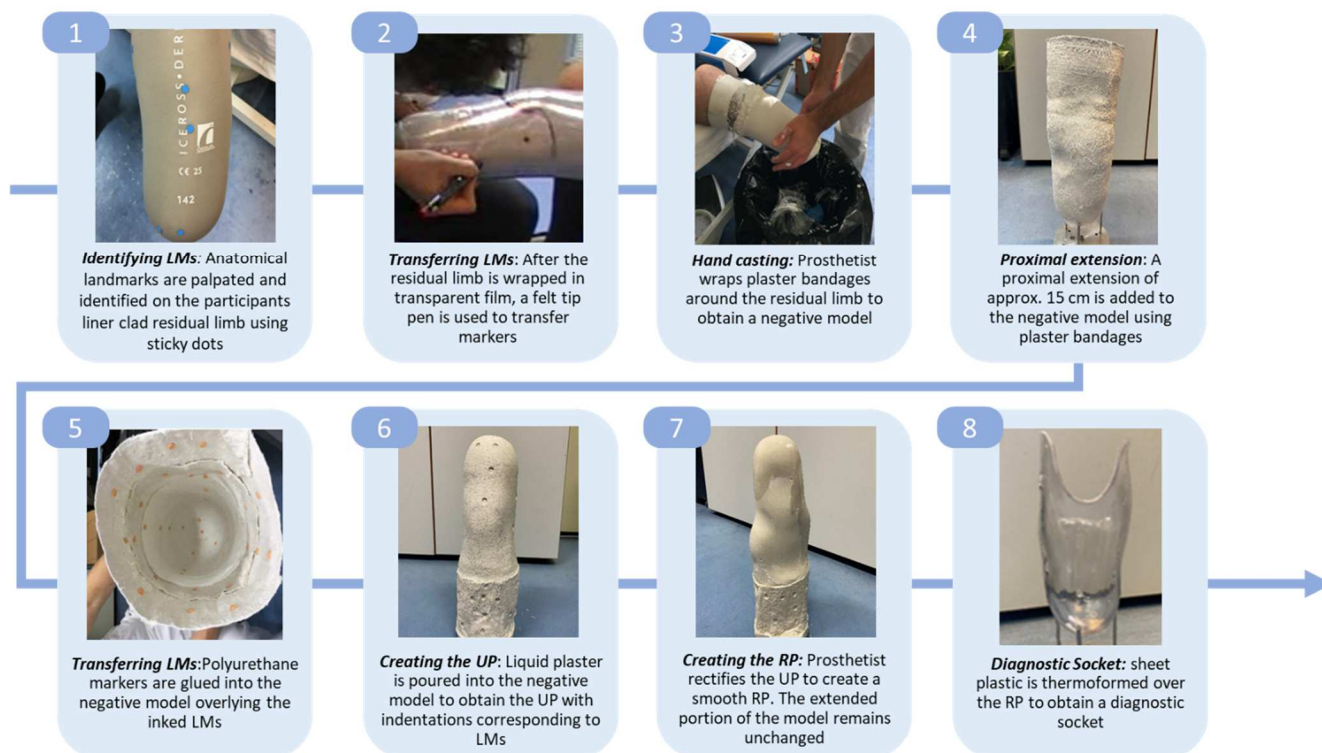 1
ICEROSS•DER
CE 25
142
Identifying LMs: Anatomical
landmarks are palpated and
identified on the participants
liner clad residual limb using
sticky dots
2
Transferring LMs: After the
residual limb is wrapped in
transparent film, a felt tip
pen is used to transfer
markers
3
Hand casting: Prosthetist
wraps plaster bandages
around the residual limb to
obtain a negative model
4
Proximal extension: A
proximal extension of
approx. 15 cm is added to
the negative model using
plaster bandages
5
Transferring LMs:Polyurethane
markers are glued into the
negative model overlying the
inked LMs
6
Creating the UP: Liquid plaster
is poured into the negative
model to obtain the UP with
indentations corresponding to
LMs
7
Creating the RP: Prosthetist
rectifies the UP to create a
smooth RP. The extended
portion of the model remains
unchanged
8
Diagnostic Socket: sheet
plastic is thermoformed over
the RP to obtain a diagnostic
socket